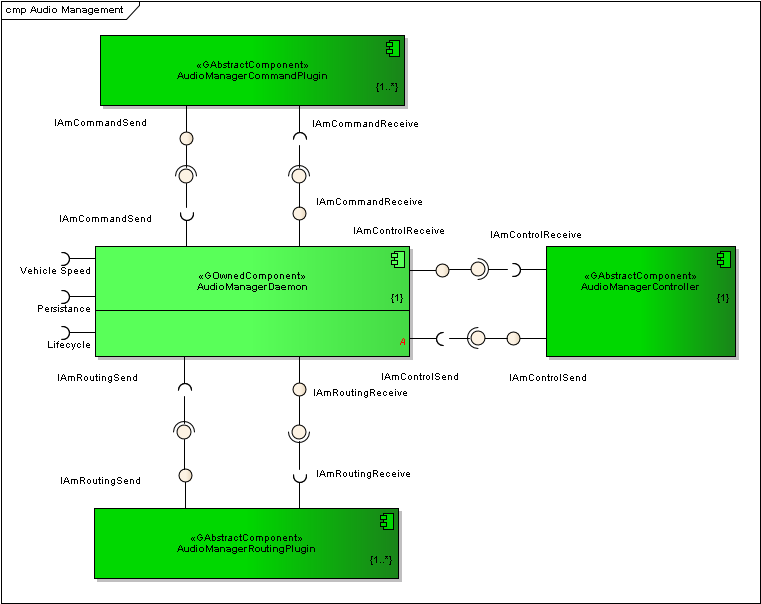 cmp Audio Management
«GAbstractComponent»
AudioManagerCommandPlugin
{1..*}
IAmCommandSend
IAmCommandReceive
IAmCommandSend
IAmCommandReceive
IAmControlReceive
IAmControlReceive
Vehicle Speed
Persistance
Lifecycle
«GOwnedComponent»
AudioManagerDaemon
{1}
A
«GAbstractComponent»
AudioManagerController
{1}
IAmControlSend
IAmControlSend
IAmRoutingSend
IAmRoutingReceive
IAmRoutingSend
IAmRoutingReceive
«GAbstractComponent»
AudioManagerRoutingPlugin
{1..*}